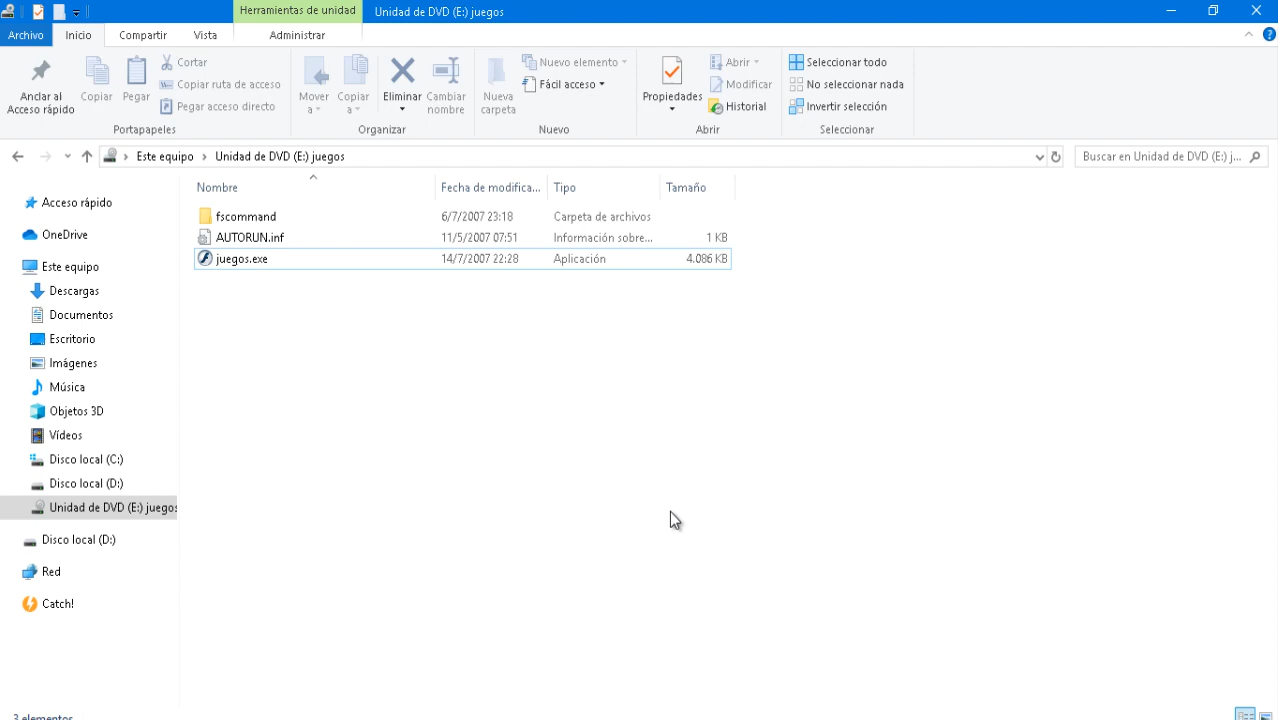 Herramientas de unidad
Unidad de DVD (E:) juegos
Archivo
Inicio
Compartir
Vista
Administrar
Anclar al
Acceso rápido
Copiar
Pegar
Cortar
Copiar ruta de acceso
Pegar acceso directo
Portapapeles
Mover
a
Copiar
a
Eliminar
Cambiar
nombre
Organizar
Nueva
carpeta
Nuevo elemento
Fácil acceso
Nuevo
Propiedades
Abrir
Modificar
Historial
Abrir
Seleccionar todo
No seleccionar nada
Invertir selección
Seleccionar
Este equipo
Unidad de DVD (E:) juegos
Buscar en Unidad de DVD (E:) j...
Nombre
Fecha de modifica...
Tipo
Tamaño
fscommand 6/7/2007 23:18 Carpeta de archivos
AUTORUN.inf 11/5/2007 07:51 Información sobre... 1 KB
juegos.exe 14/7/2007 22:28 Aplicación 4.086 KB
Acceso rápido
OneDrive
Este equipo
Descargas
Documentos
Escritorio
Imágenes
Música
Objetos 3D
Vídeos
Disco local (C:)
Disco local (D:)
Unidad de DVD (E:) juegos
Disco local (D:)
Red
Catch!
3 elementos